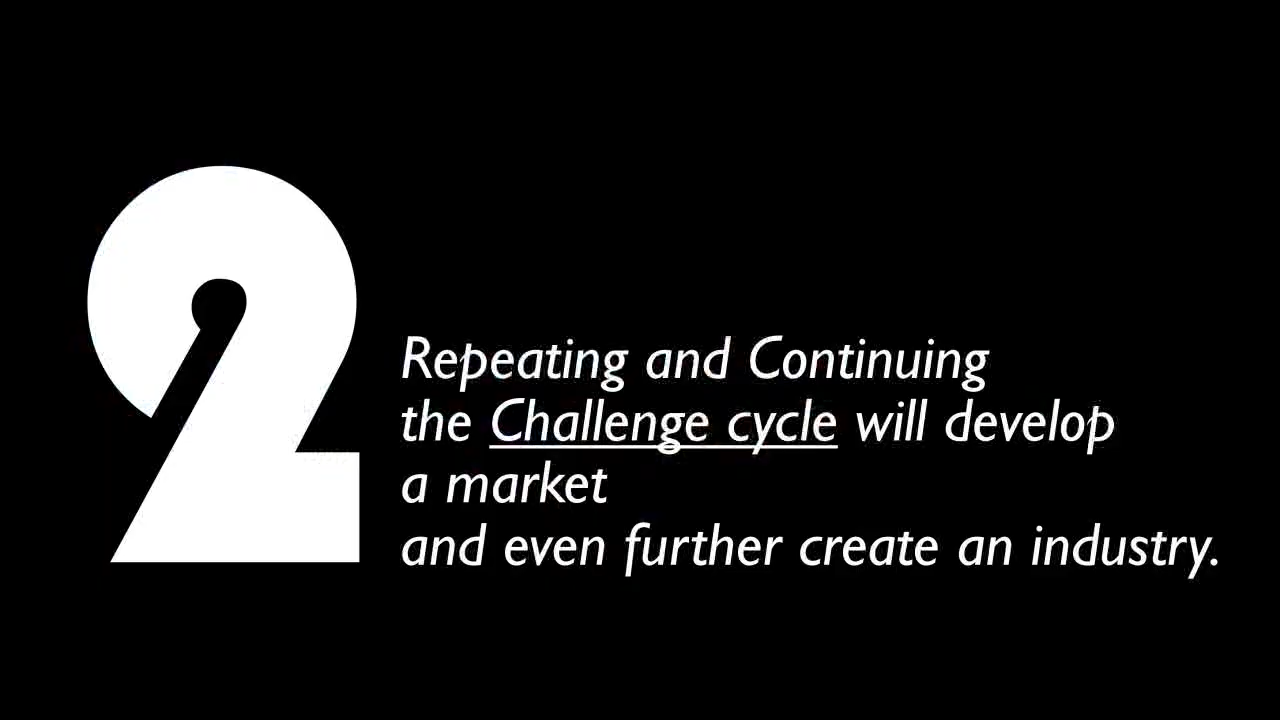 2
Repeating and Continuing
the Challenge cycle will develop
a market
and even further create an industry.